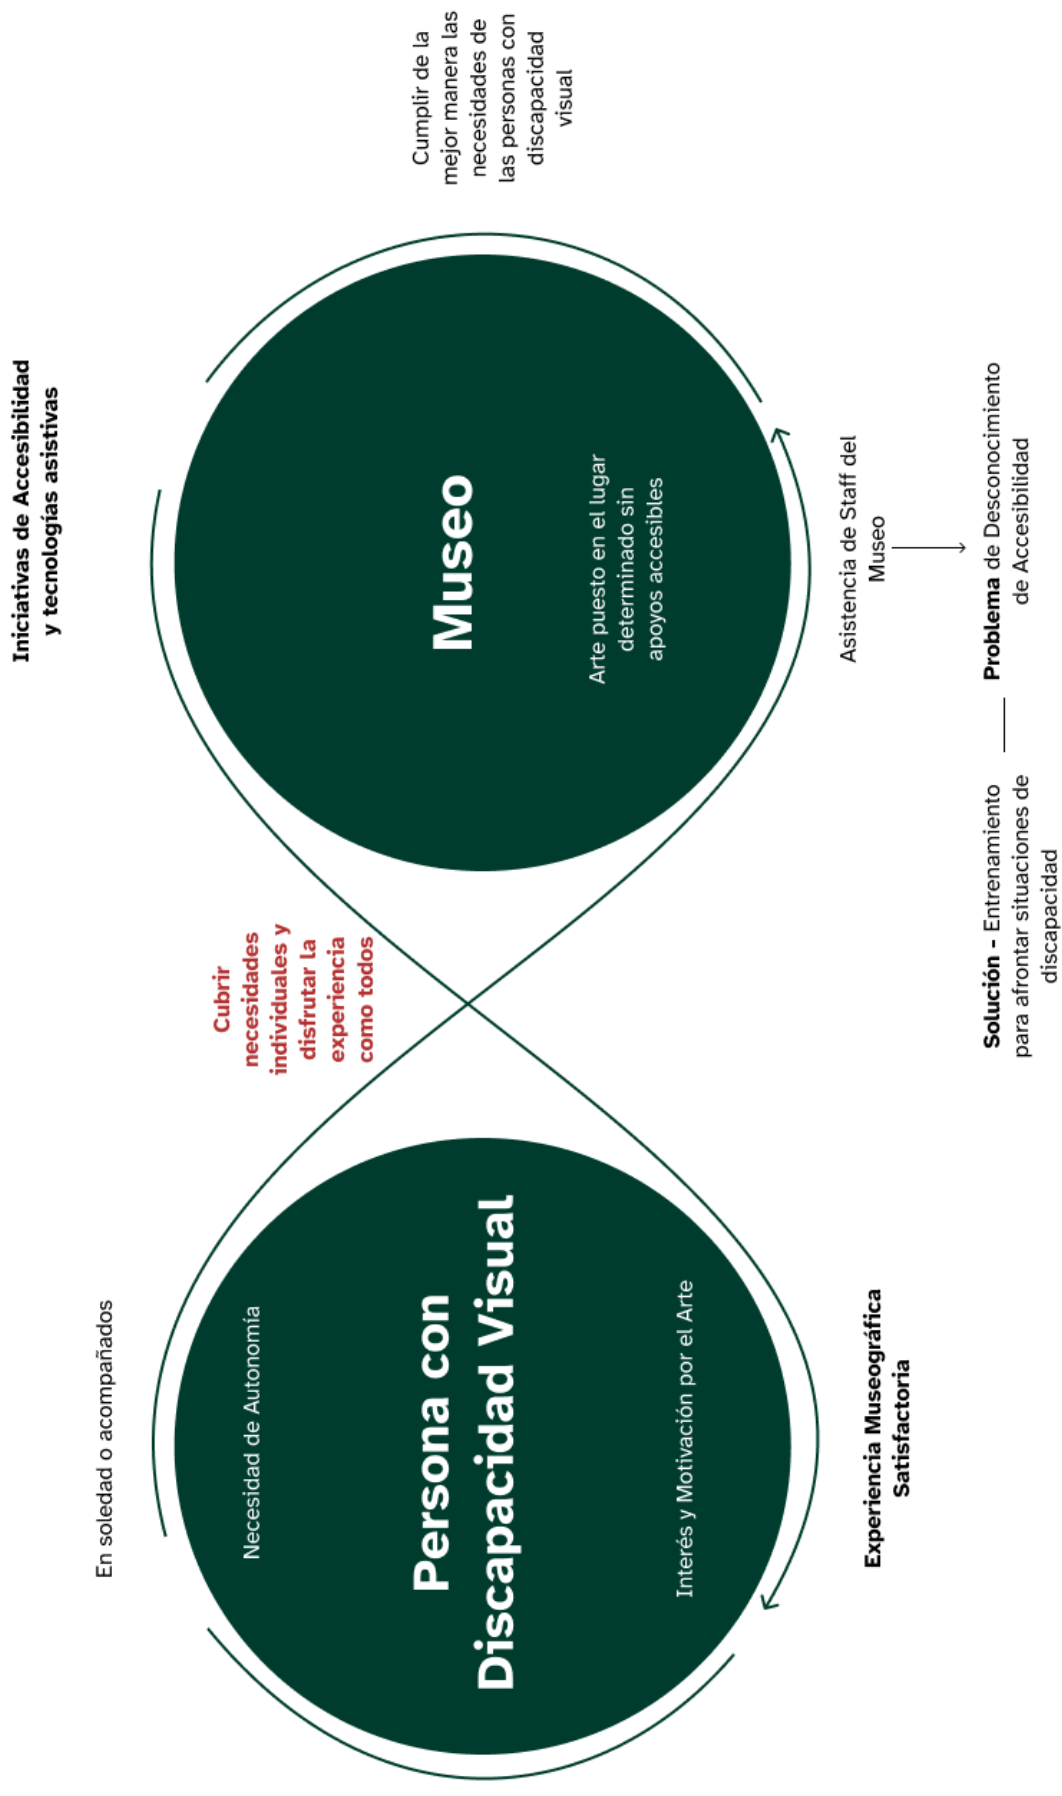 En soledad o acompañados
Necesidad de Autonomía
Persona con
Discapacidad Visual
Interés y Motivación por el Arte
Experiencia Museográfica
Satisfactoria
Cubrir
necesidades
individuales y
disfrutar la
experiencia
como todos
Iniciativas de Accesibilidad
y tecnologías asistivas
Museo
Arte puesto en el lugar
determinado sin
apoyos accesibles
Cumplir de la
mejor manera las
necesidades de
las personas con
discapacidad
visual
Asistencia de Staff del
Museo
Solución - Entrenamiento
para afrontar situaciones de
discapacidad
Problema de Desconocimiento
de Accesibilidad